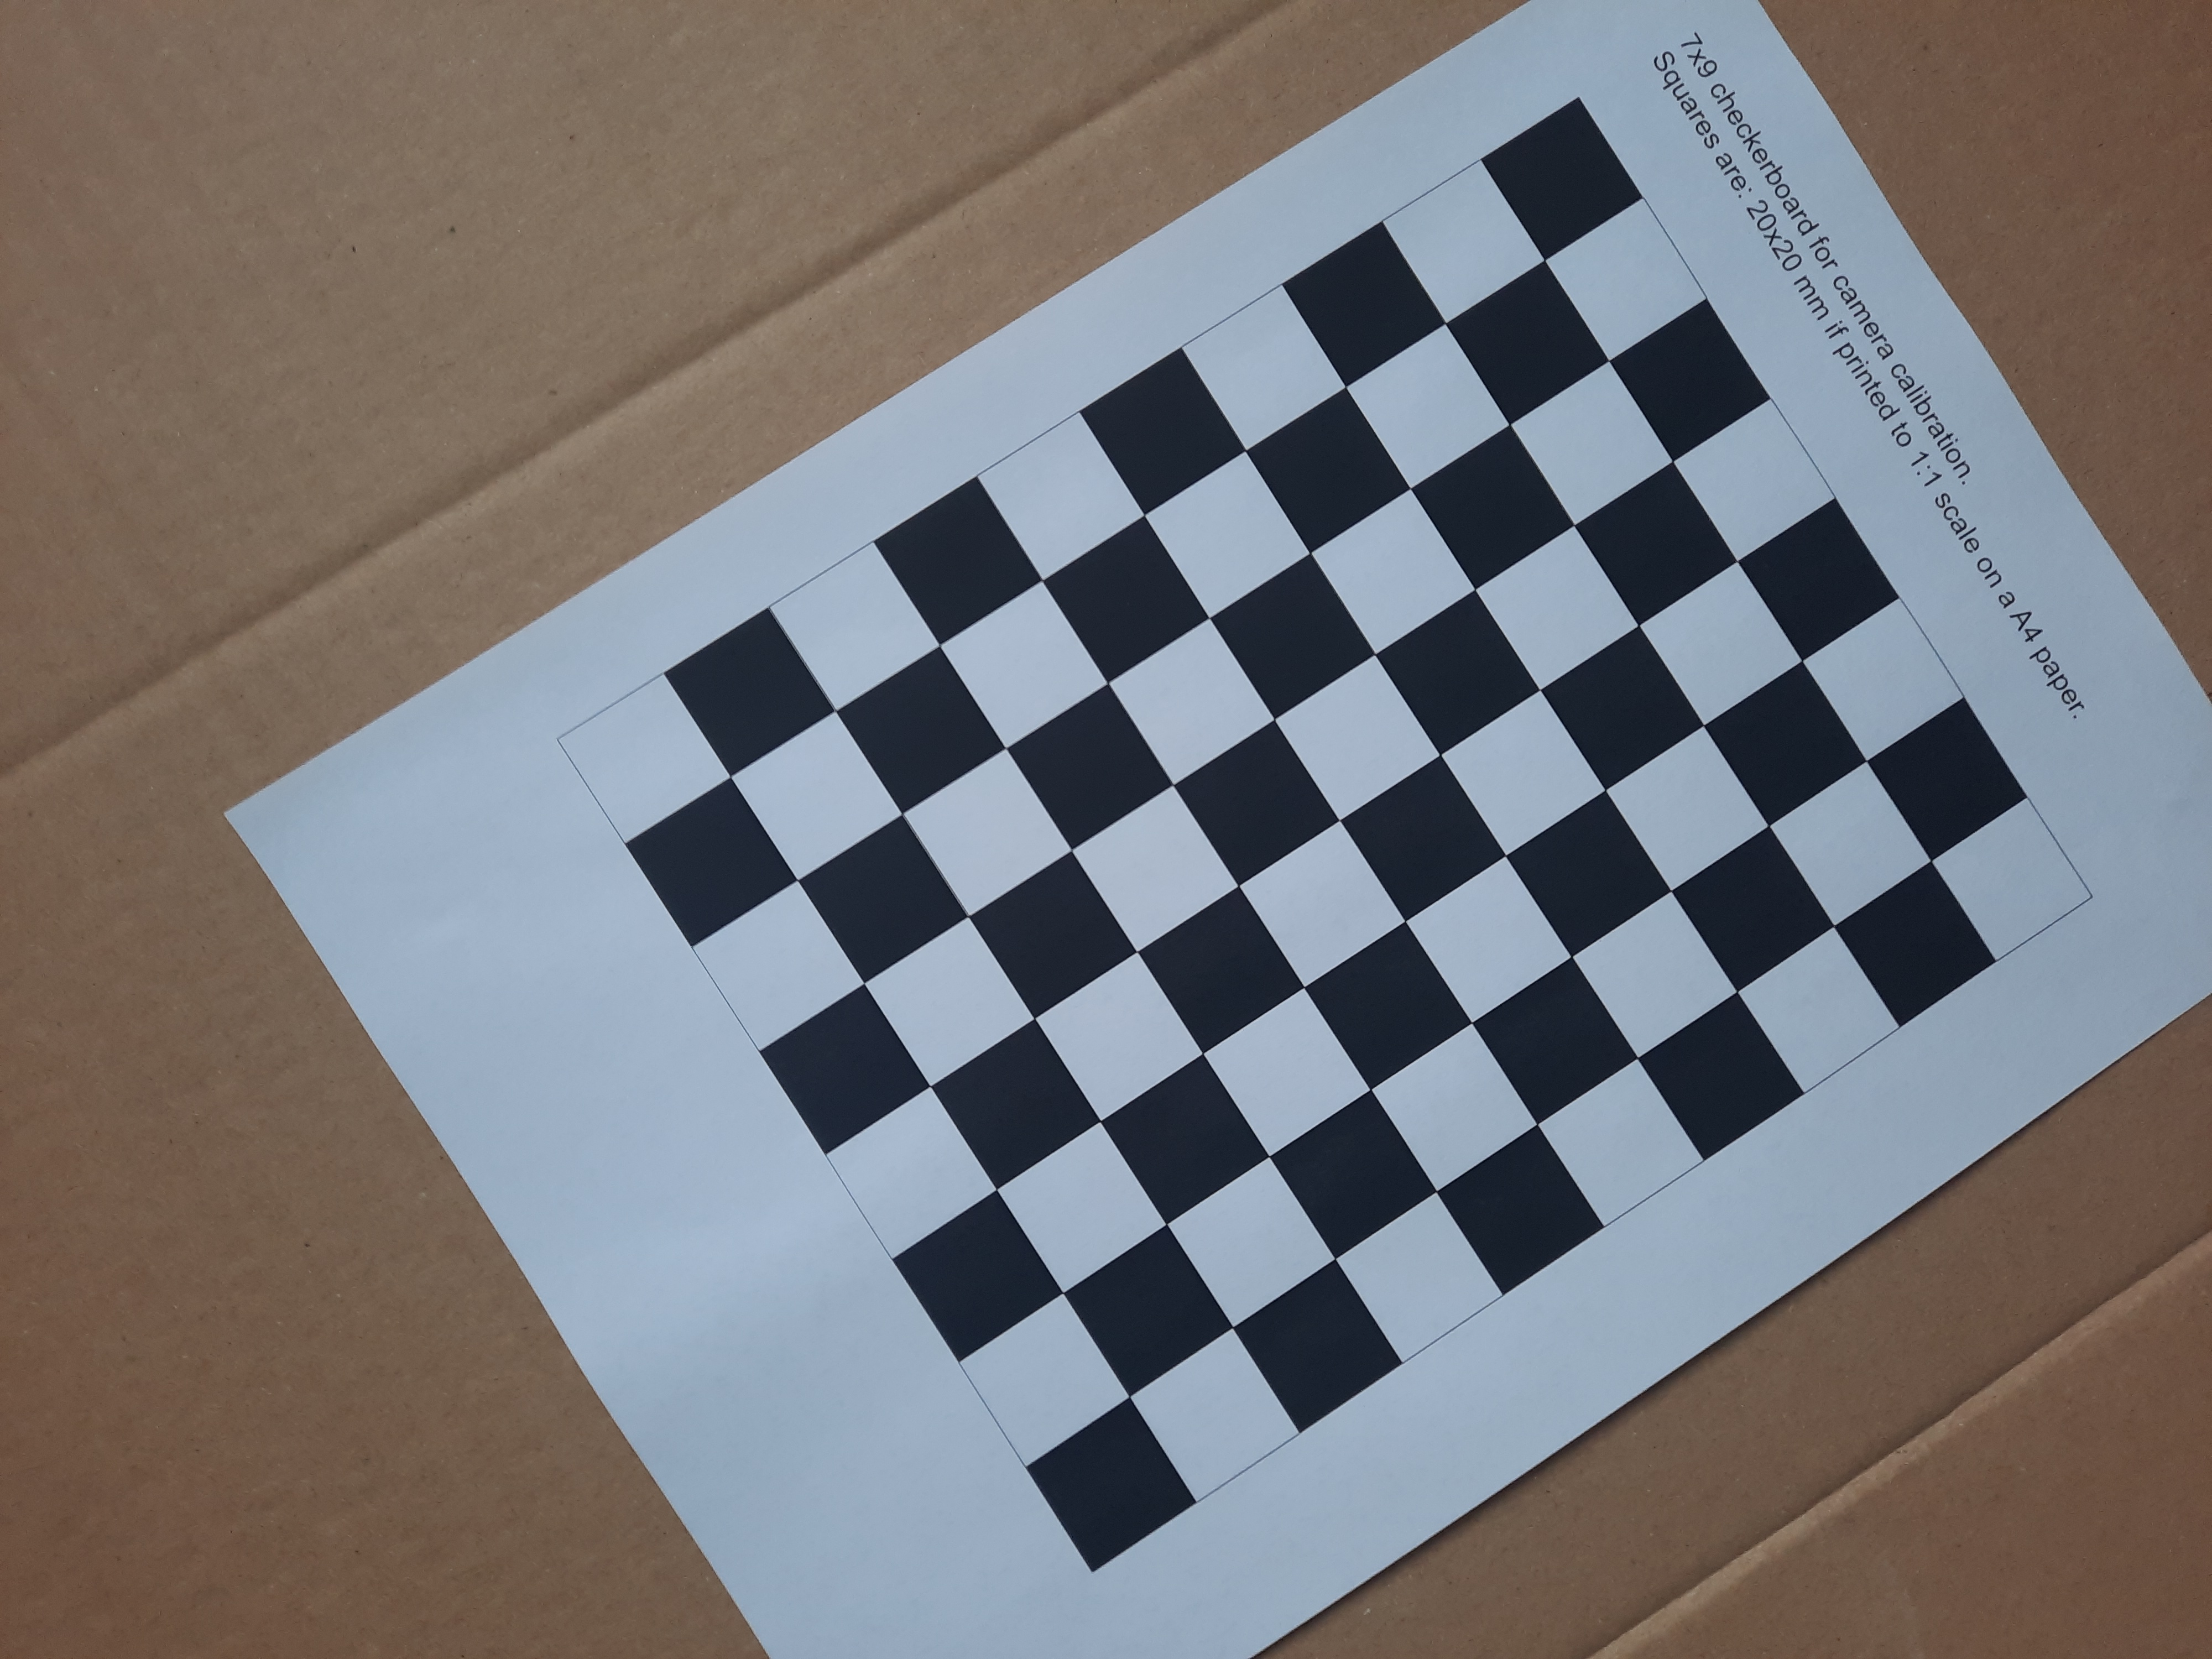 7x9 checkerboard for camera calibration.
Squares are: 20x20 mm if printed to 1:1 scale on a A4 paper.